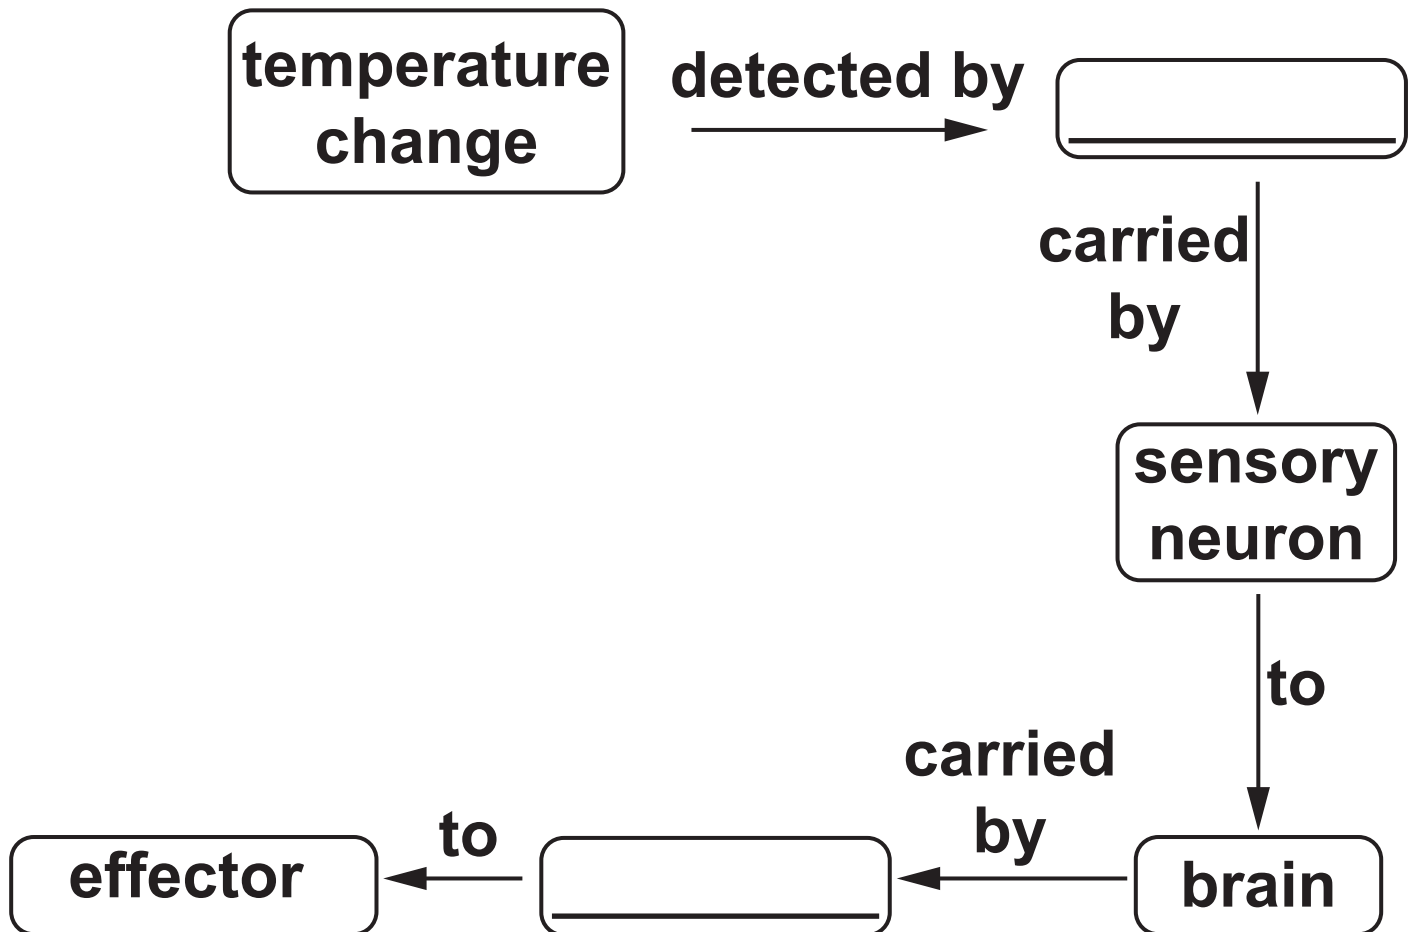 temperature
change
detected by
carried
by
sensory
neuron
to
brain
carried
by
to
effector